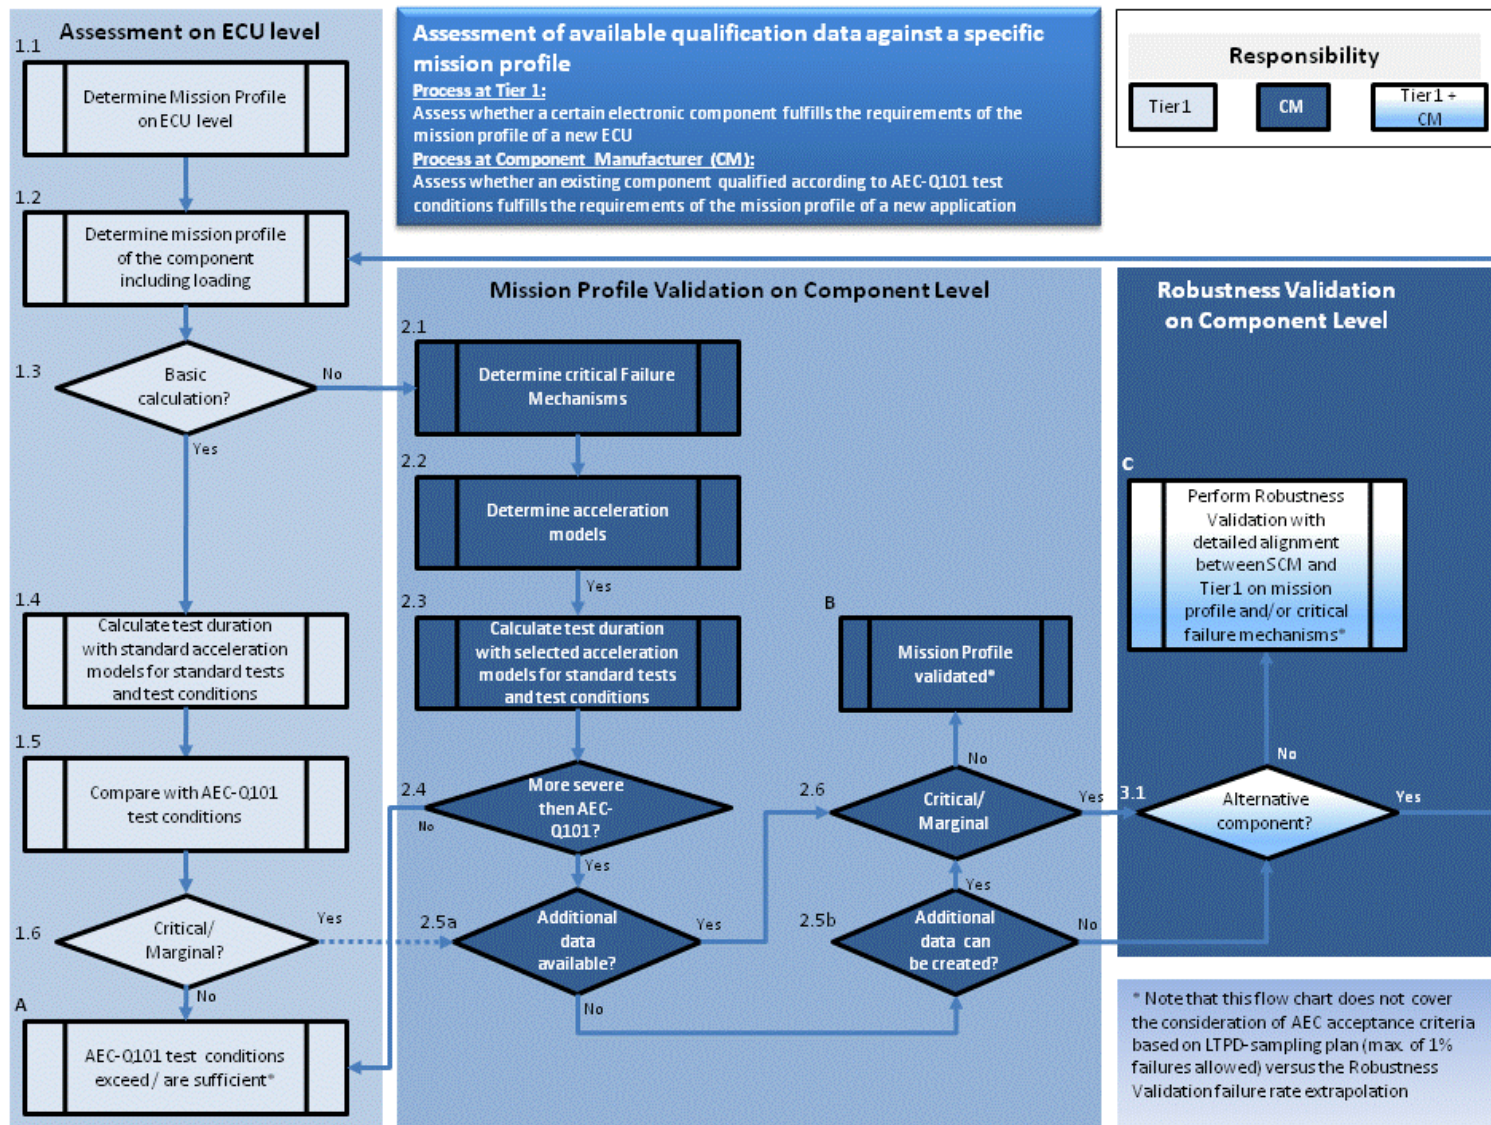 Assessment on ECU level
1.1
Determine Mission Profile
on ECU level
1.2
Determine mission profile
of the component
including loading
1.3
Basic
calculation?
No
Yes
1.4
Calculate test duration
with standard acceleration
models for standard tests
and test conditions
1.5
Compare with AEC-Q101
test conditions
1.6
Critical/
Marginal?
Yes
No
A
AEC-Q101 test conditions
exceed / are sufficient*
Assessment of available qualification data against a specific
mission profile
Process at Tier 1:
Assess whether a certain electronic component fulfills the requirements of the
mission profile of a new ECU
Process at Component Manufacturer (CM):
Assess whether an existing component qualified according to AEC-Q101 test
conditions fulfills the requirements of the mission profile of a new application
Responsibility
Tier1
CM
Tier1 +
CM
Mission Profile Validation on Component Level
2.1
Determine critical Failure
Mechanisms
2.2
Determine acceleration
models
Yes
2.3
Calculate test duration
with selected acceleration
models for standard tests
and test conditions
2.4
More severe
then AEC-
Q101?
No
Yes
2.5a
Additional
data
available?
Yes
No
B
Mission Profile
validated*
No
2.6
Critical/
Marginal
Yes
Yes
2.5b
Additional
data can
be created?
No
Robustness Validation
on Component Level
C
Perform Robustness
Validation with
detailed alignment
between SCM and
Tier1 on mission
profile and/or critical
failure mechanisms*
No
3.1
Alternative
component?
Yes
* Note that this flow chart does not cover
the consideration of AEC acceptance criteria
based on LTPD-sampling plan (max. of 1%
failures allowed) versus the Robustness
Validation failure rate extrapolation